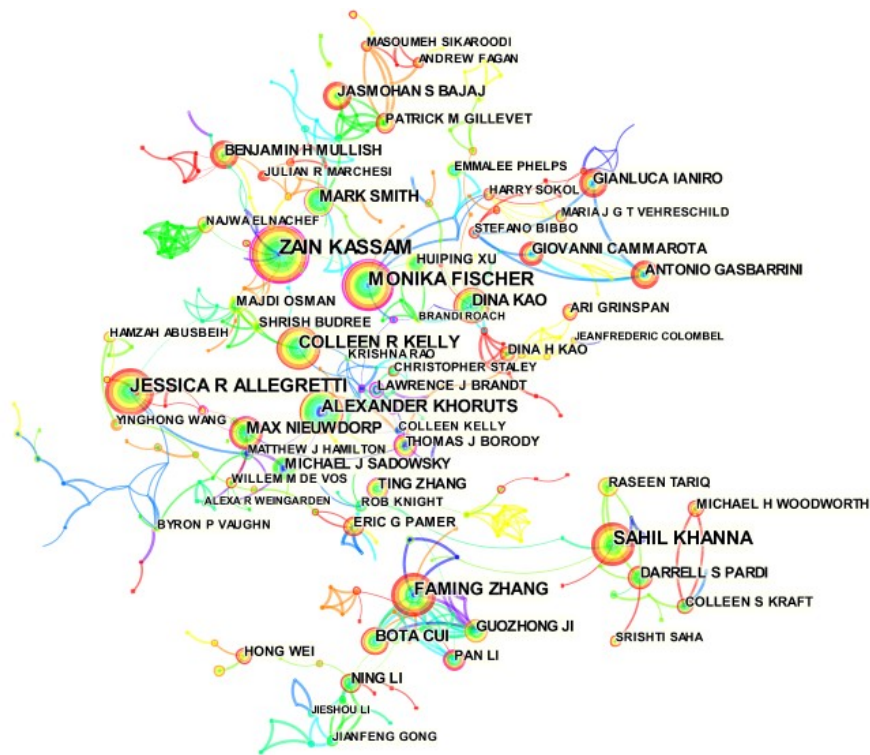 MASOUMEH SIKAROODI
ANDREW FAGAN
JASMOHAN S BAJAJ
PATRICK M GILLEVET
BENJAMIN H MULLISH
EMMALEE PHELPS
JULIAN R MARCHESI
GIANLUCA IANIRO
MARK SMITH
HARRY SOKOL
MARIA J G T VEHRESCHILD
NAJWA ELNACHEF
STEFANO BIBBO
ZAIN KASSAM
GIOVANNI CAMMAROTA
HUIPING XU
ANTONIO GASBARRINI
MONIKA FISCHER
MAJDI OSMAN
DINA KAO
ARI GRINSPAN
BRANDI ROACH
SHRISH BUDREE
HAMZAH ABUSBEIH
JEANFREDERIC COLOMBEL
COLLEEN R KELLY
KRISHNA RAO
DINA H KAO
CHRISTOPHER STALEY
JESSICA R ALLEGRETTI
LAWRENCE J BRANDT
ALEXANDER KHORUTS
YINGHONG WANG
MAX NIEUWDORP
COLLEEN KELLY
THOMAS J BORODY
MATTHEW J HAMILTON
MICHAEL J SADOWSKY
WILLEM M DE VOS
TING ZHANG
RASEEN TARIQ
ALEXA R WEINGARDEN
ROB KNIGHT
MICHAEL H WOODWORTH
BYRON P VAUGHN
ERIC G PAMER
SAHIL KHANNA
DARRELL S PARDI
FAMING ZHANG
COLLEEN S KRAFT
GUOZHONG JI
SRISHTI SAHA
BOTA CUI
HONG WEI
PAN LI
NING LI
JIESHOU LI
JIANFENG GONG